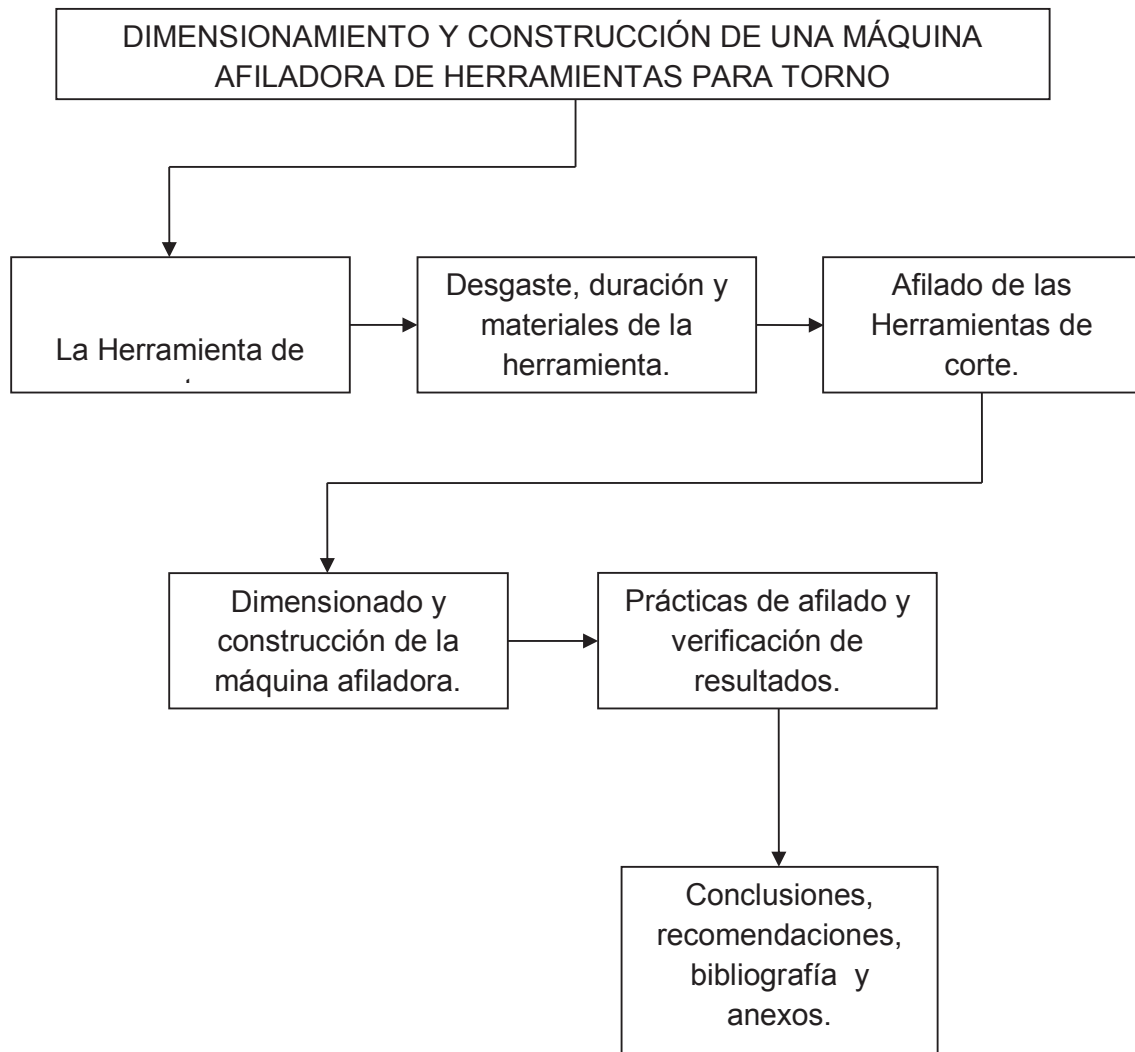 DIMENSIONAMIENTO Y CONSTRUCCIÓN DE UNA MÁQUINA
AFILADORA DE HERRAMIENTAS PARA TORNO
La Herramienta de
Desgaste, duración y
materiales de la
herramienta.
Afilado de las
Herramientas de
corte.
Dimensionado y
construcción de la
máquina afiladora.
Prácticas de afilado y
verificación de
resultados.
Conclusiones,
recomendaciones,
bibliografía y
anexos.